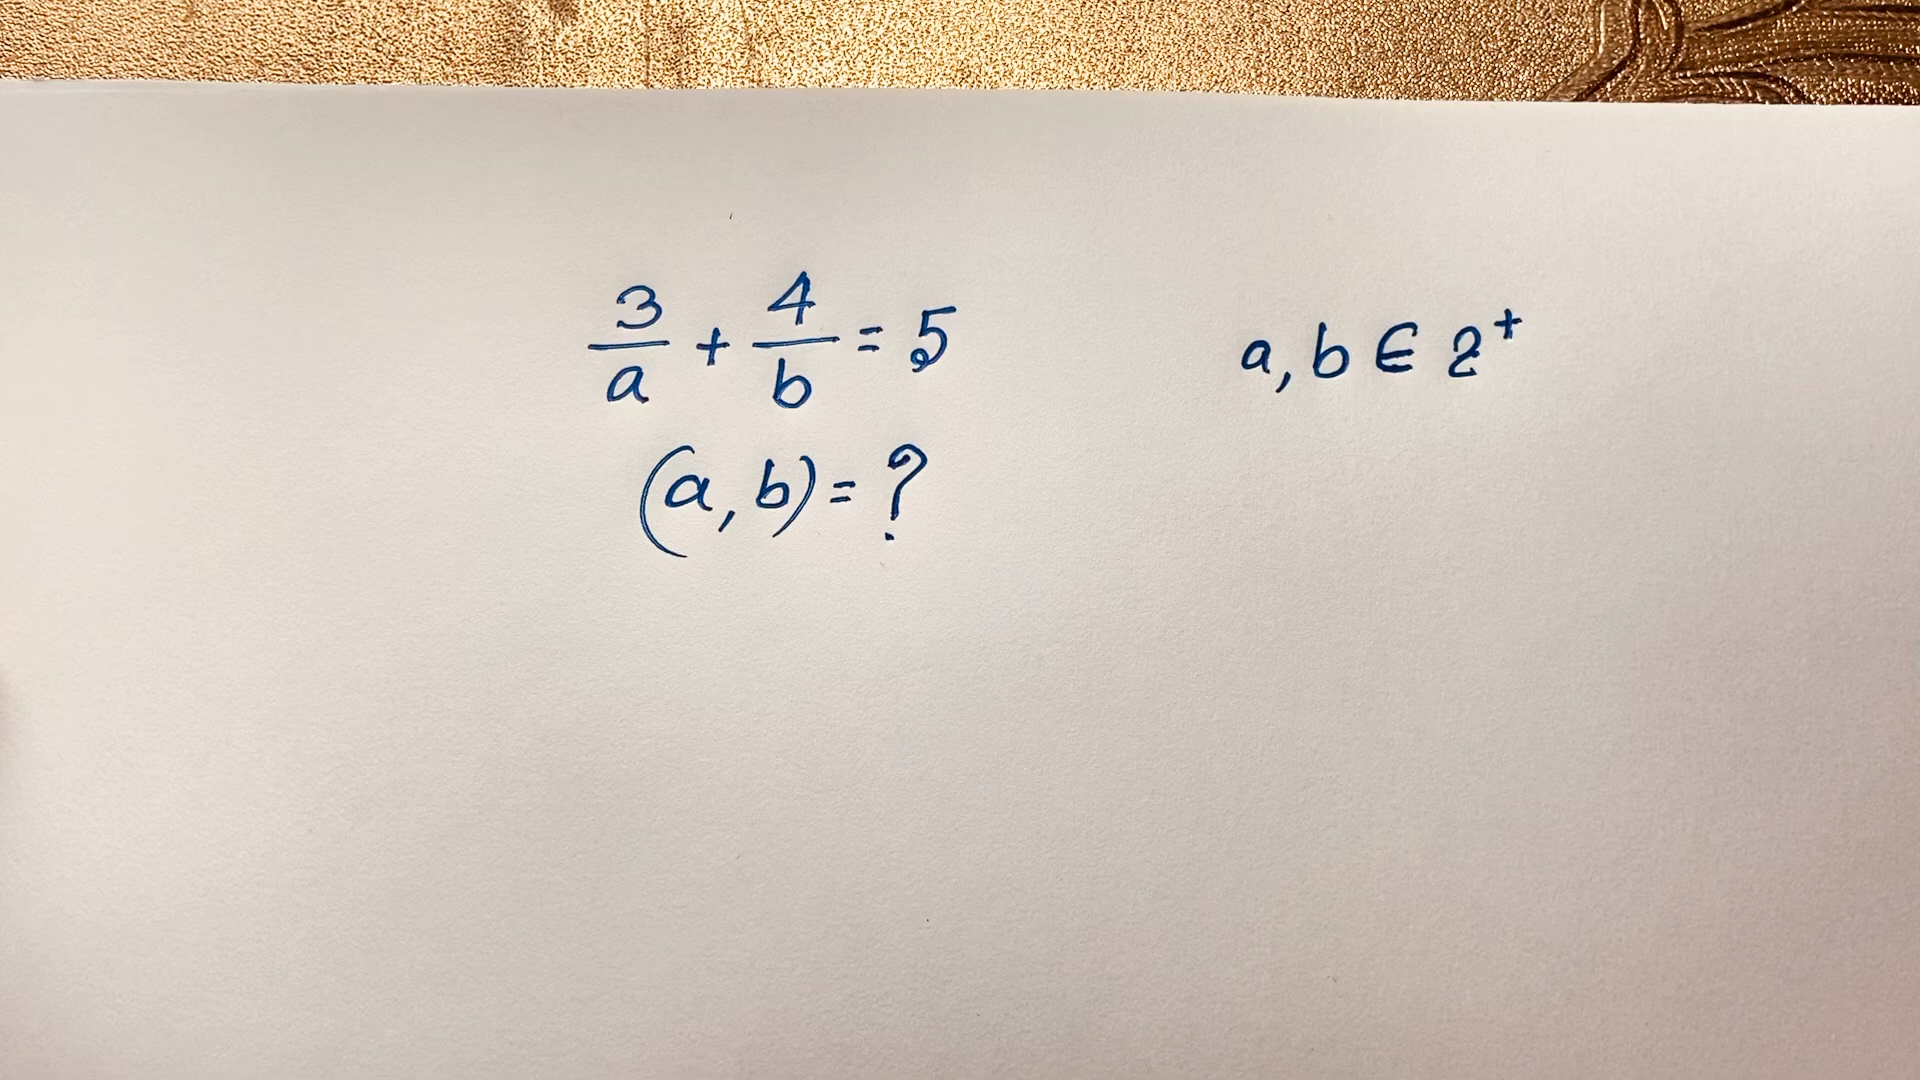 3/a + 4/b = 5    a, b ∈ Z⁺
(a, b) = ?